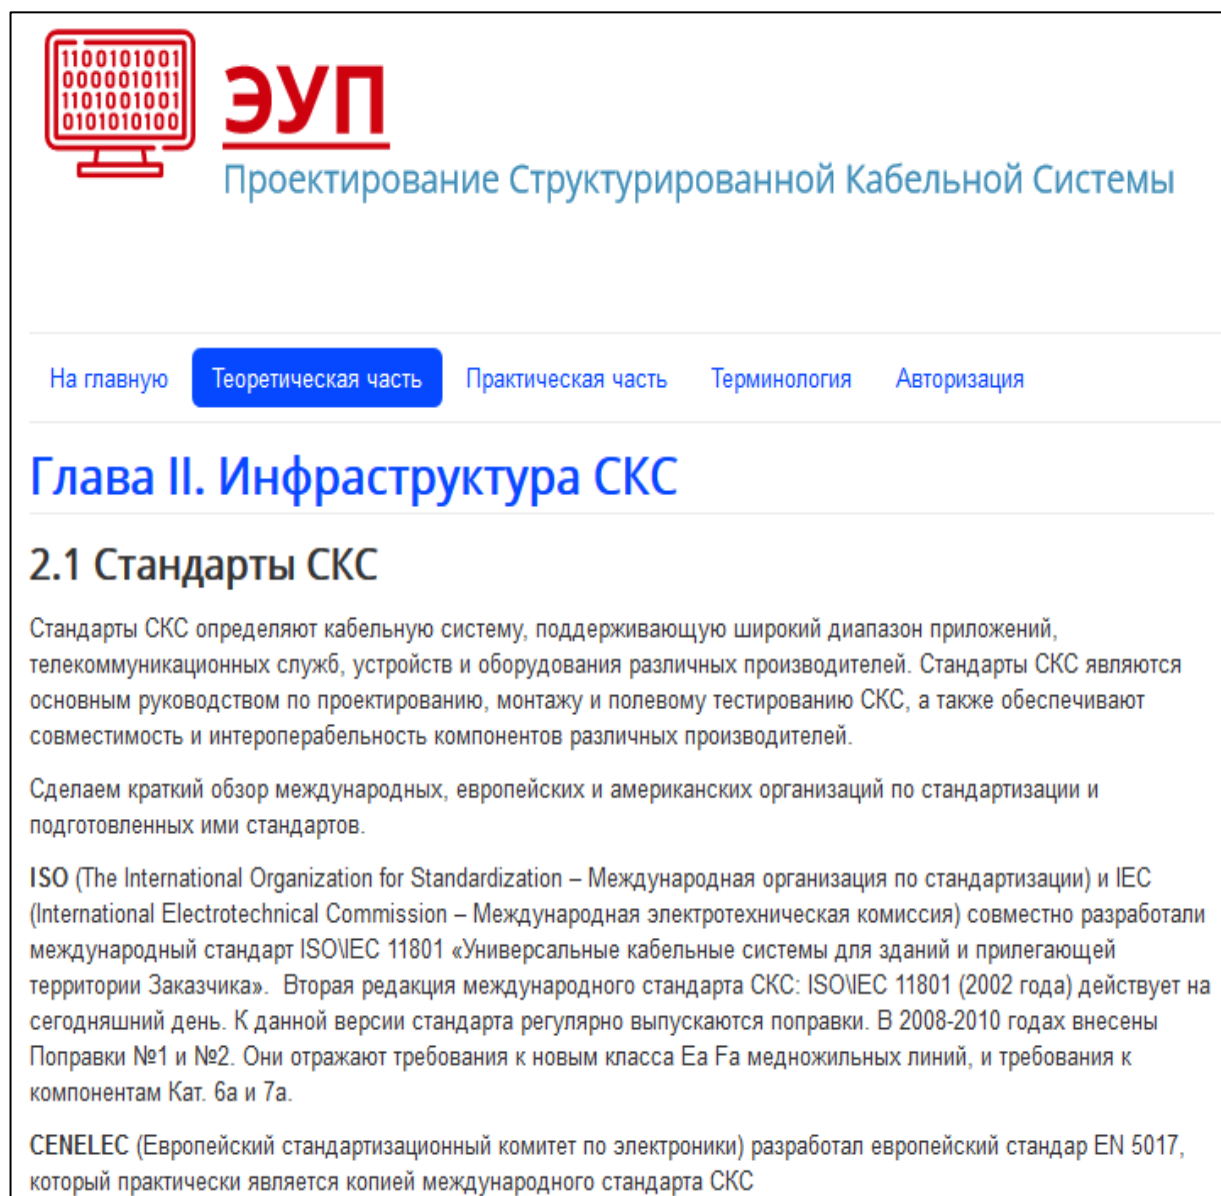 1100101001
0000010111
1101001001
0101010100
ЭУП
Проектирование Структурированной Кабельной Системы
На главную Теоретическая часть Практическая часть Терминология Авторизация
Глава II. Инфраструктура СКС
2.1 Стандарты СКС
Стандарты СКС определяют кабельную систему, поддерживающую широкий диапазон приложений,
телекоммуникационных служб, устройств и оборудования различных производителей. Стандарты СКС являются
основным руководством по проектированию, монтажу и полевому тестированию СКС, а также обеспечивают
совместимость и интероперабельность компонентов различных производителей.
Сделаем краткий обзор международных, европейских и американских организаций по стандартизации и
подготовленных ими стандартов.
ISO (The International Organization for Standardization – Международная организация по стандартизации) и IEC
(International Electrotechnical Commission – Международная электротехническая комиссия) совместно разработали
международный стандарт ISO\IEC 11801 «Универсальные кабельные системы для зданий и прилегающей
территории Заказчика».  Вторая редакция международного стандарта СКС: ISO\IEC 11801 (2002 года) действует на
сегодняшний день. К данной версии стандарта регулярно выпускаются поправки. В 2008-2010 годах внесены
Поправки №1 и №2. Они отражают требования к новым класса Ea Fa медножильных линий, и требования к
компонентам Кат. 6а и 7а.
CENELEC (Европейский стандартизационный комитет по электроники) разработал европейский стандар EN 5017,
который практически является копией международного стандарта СКС